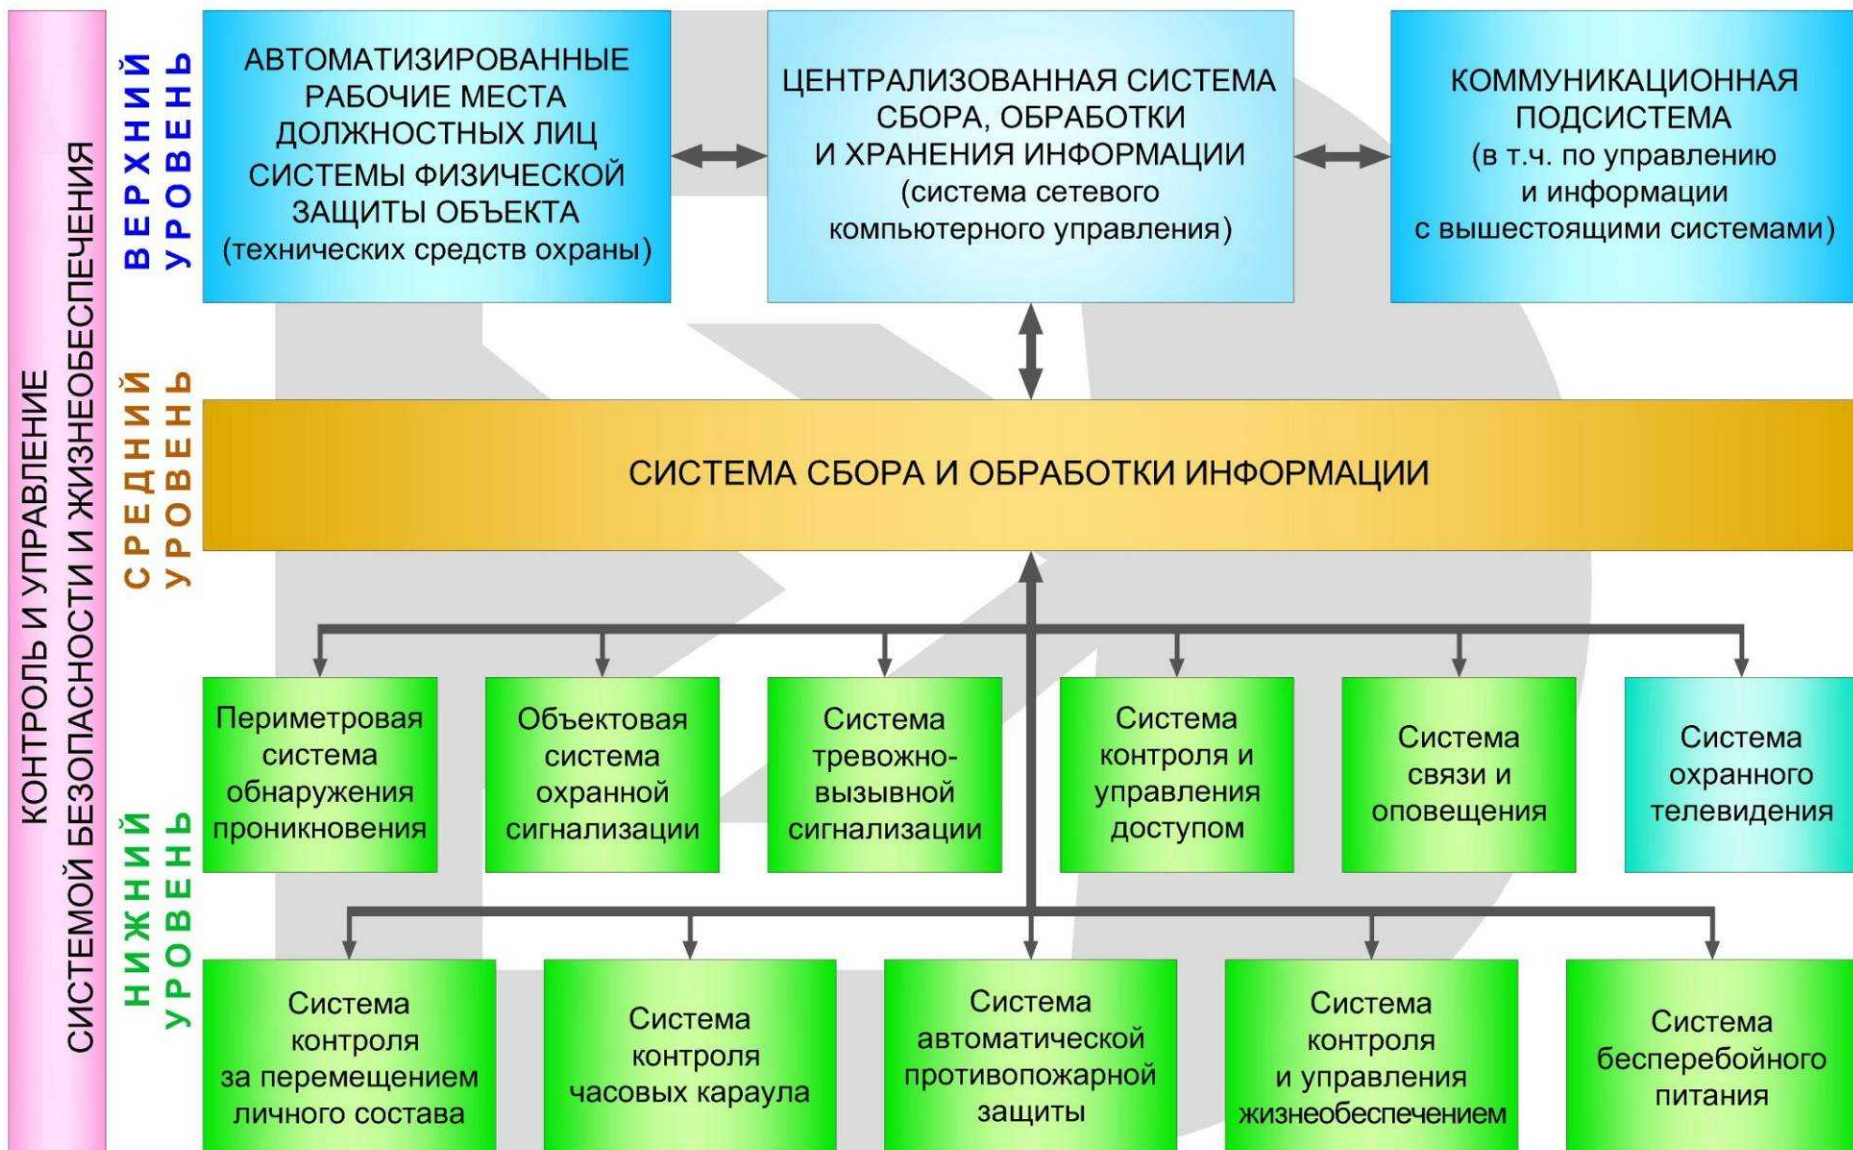 КОНТРОЛЬ И УПРАВЛЕНИЕ
СИСТЕМОЙ БЕЗОПАСНОСТИ И ЖИЗНЕОБЕСПЕЧЕНИЯ
ВЕРХНИЙ
УРОВЕНЬ
АВТОМАТИЗИРОВАННЫЕ
РАБОЧИЕ МЕСТА
ДОЛЖНОСТНЫХ ЛИЦ
СИСТЕМЫ ФИЗИЧЕСКОЙ
ЗАЩИТЫ ОБЪЕКТА
(технических средств охраны)
ЦЕНТРАЛИЗОВАННАЯ СИСТЕМА
СБОРА, ОБРАБОТКИ
И ХРАНЕНИЯ ИНФОРМАЦИИ
(система сетевого
компьютерного управления)
КОММУНИКАЦИОННАЯ
ПОДСИСТЕМА
(в т.ч. по управлению
и информации
с вышестоящими системами)
СРЕДНИЙ
УРОВЕНЬ
СИСТЕМА СБОРА И ОБРАБОТКИ ИНФОРМАЦИИ
НИЖНИЙ
УРОВЕНЬ
Периметровая
система
обнаружения
проникновения
Объектовая
система
охранной
сигнализации
Система
тревожно-
вызывной
сигнализации
Система
контроля и
управления
доступом
Система
связи и
оповещения
Система
охранного
телевидения
Система
контроля
за перемещением
личного состава
Система
контроля
часовых караула
Система
автоматической
противопожарной
защиты
Система
контроля
и управления
жизнеобеспечением
Система
бесперебойного
питания